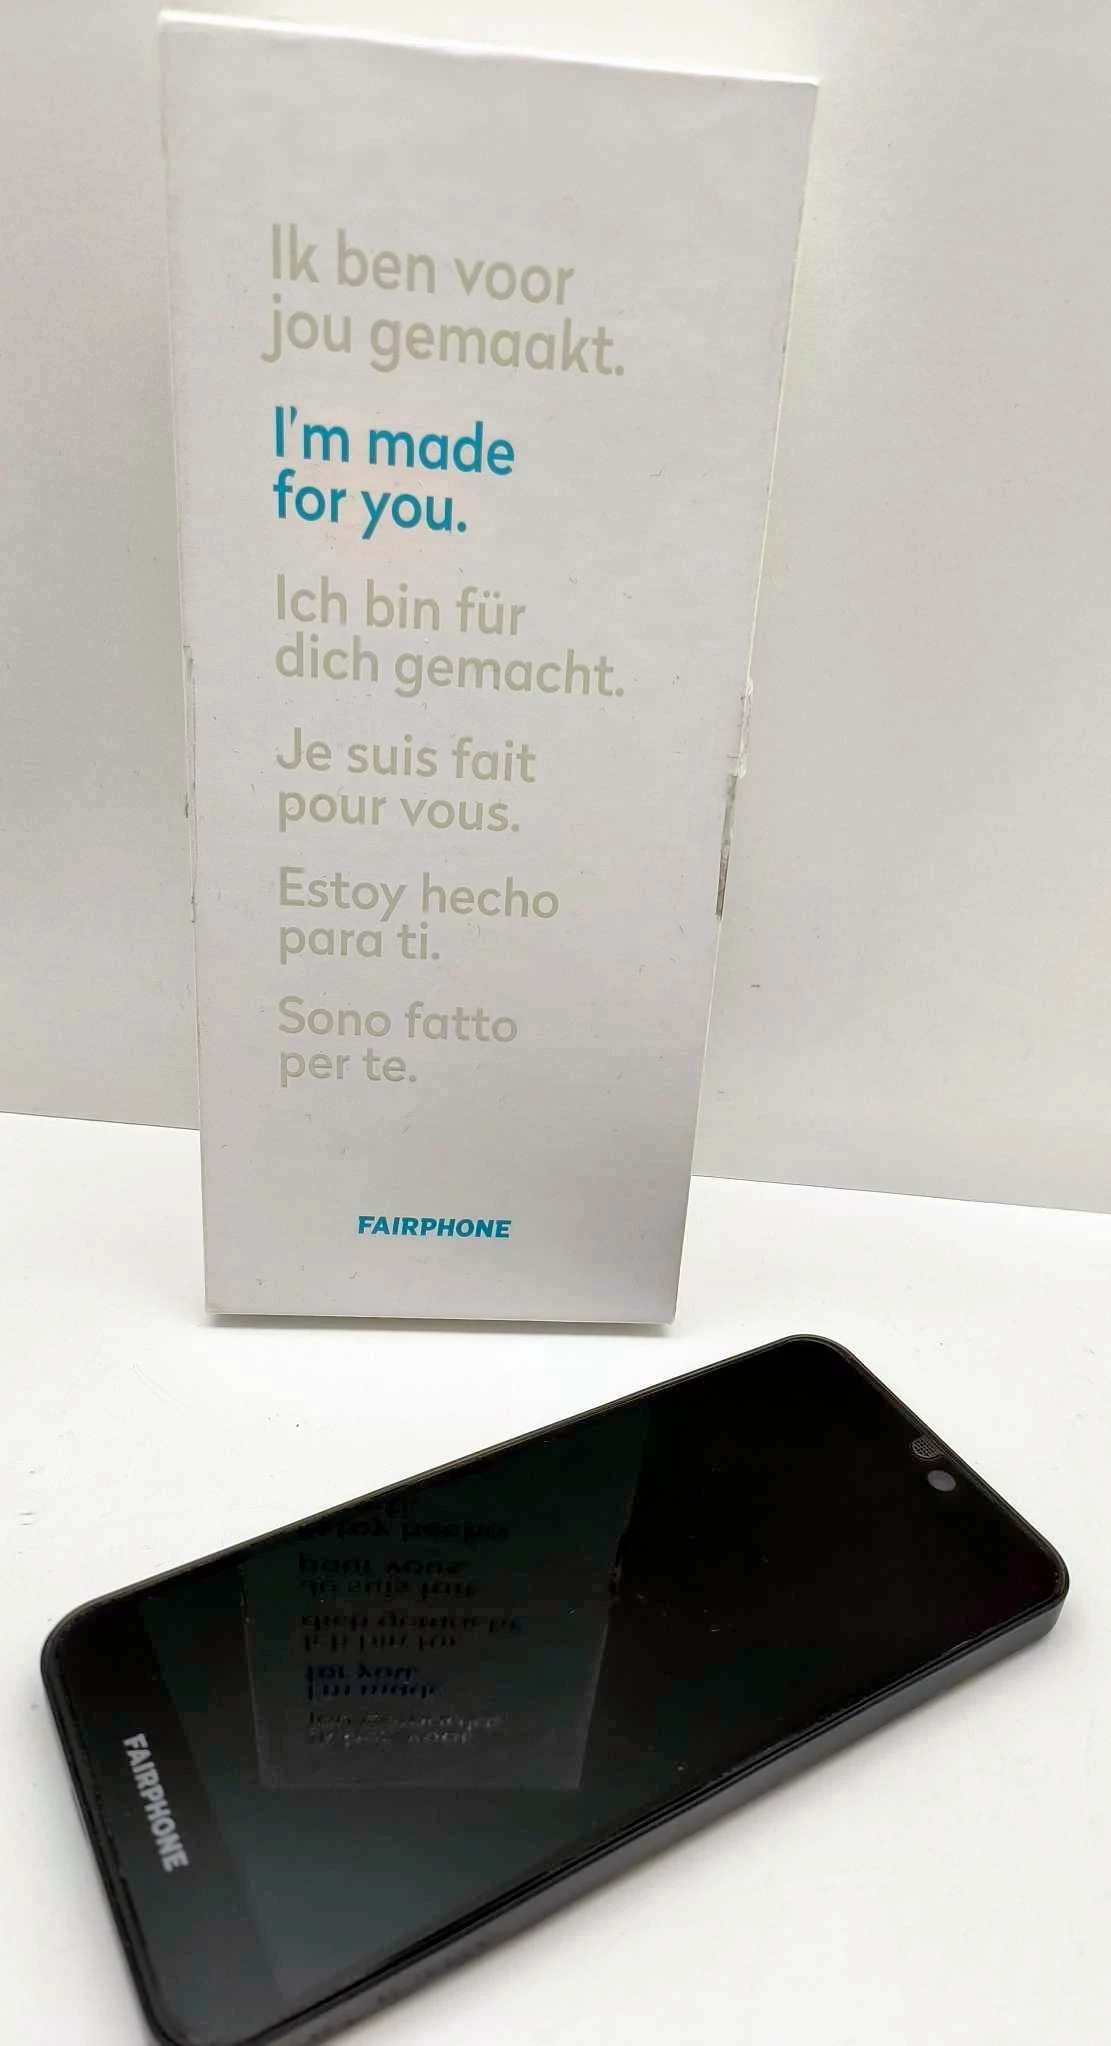 Ik ben voor
jou gemaakt.
I'm made
for you.
Ich bin für
dich gemacht.
Je suis fait
pour vous.
Estoy hecho
para ti.
Sono fatto
per te.
FAIRPHONE
FAIRPHONE